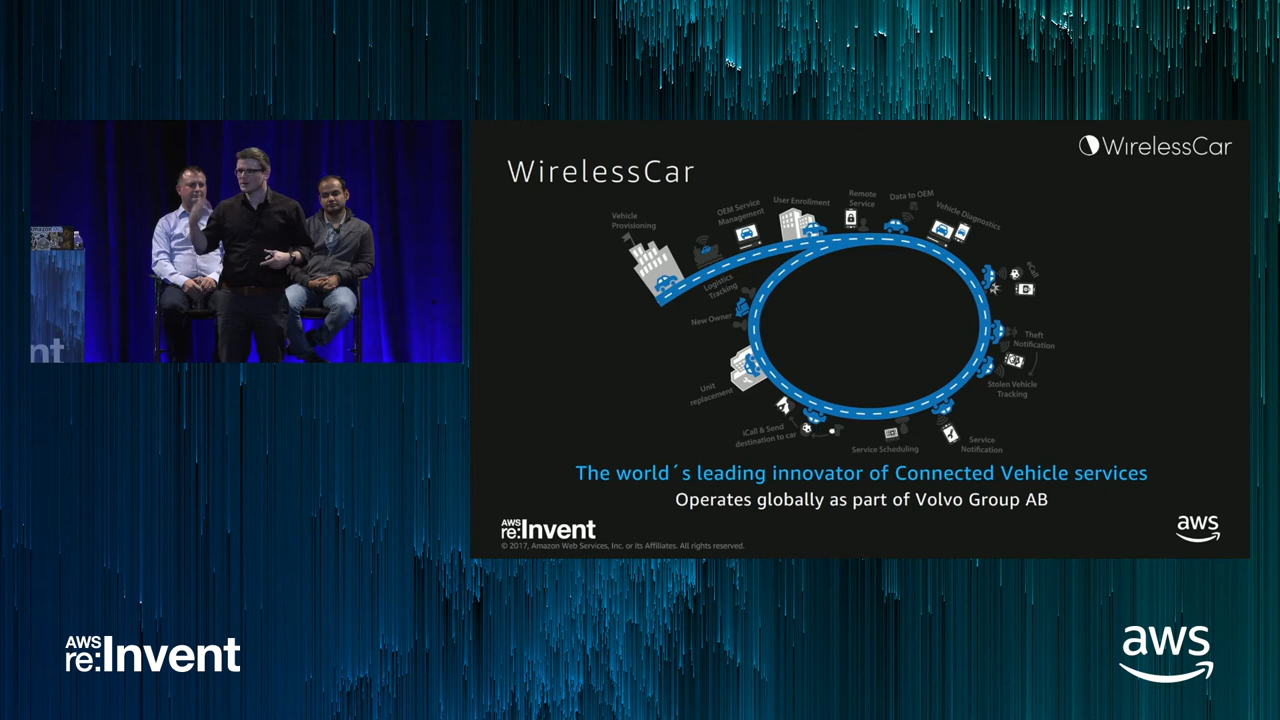 WirelessCar
WirelessCar
Vehicle
Provisioning
OEM Service
Management
User Enrollment
Remote
Service
Data to OEM
Vehicle Diagnostics
eCall
Logistics
Tracking
New Owner
Theft
Notification
Stolen Vehicle
Tracking
Unit
replacement
iCall & Send
destination to car
Service Scheduling
Service
Notification
The world´s leading innovator of Connected Vehicle services
Operates globally as part of Volvo Group AB
AWS
re:Invent
© 2017, Amazon Web Services, Inc. or its Affiliates. All rights reserved.
aws
nt
AWS
re:Invent
aws